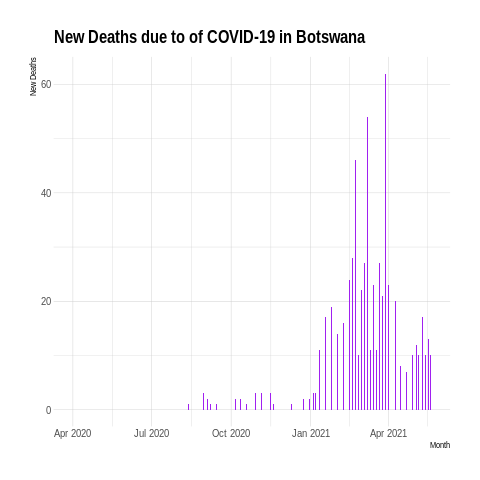 New Deaths due to of COVID-19 in Botswana
New Deaths
60
40
20
0
Apr 2020 Jul 2020 Oct 2020 Jan 2021 Apr 2021
Month